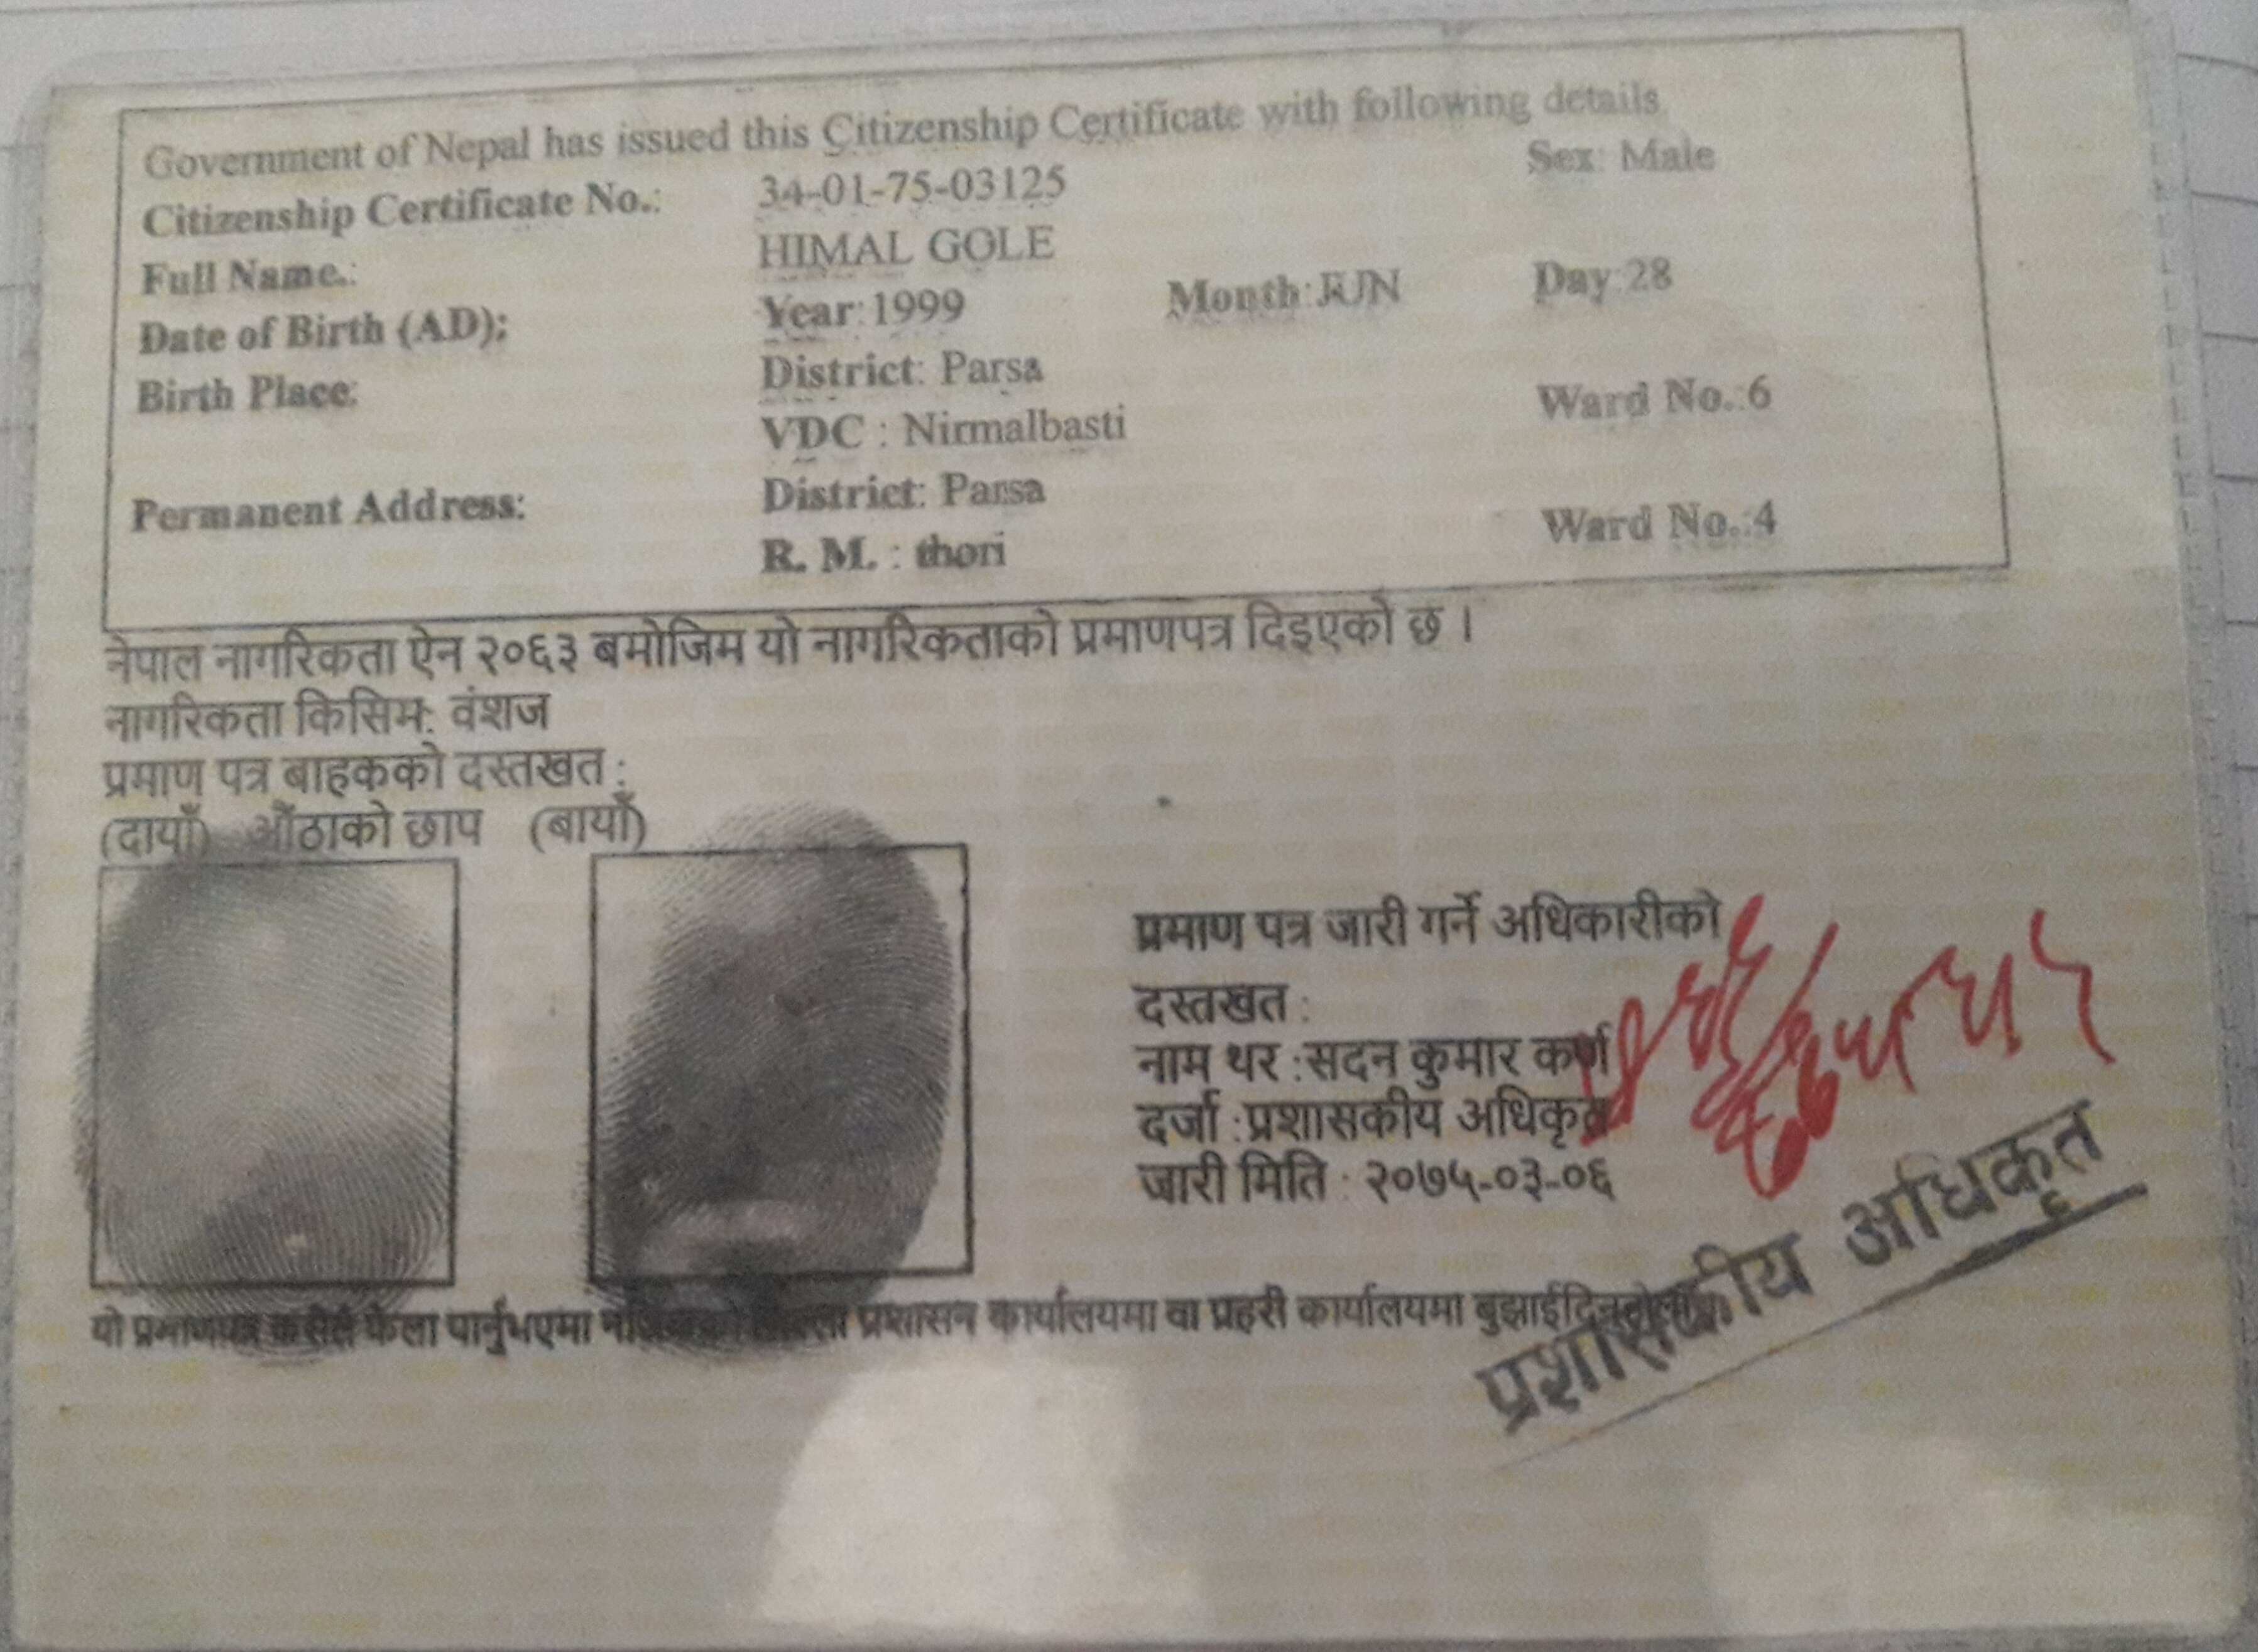 Government of Nepal has issued this Citizenship Certificate with following details
Citizenship Certificate No.: 34-01-75-03125 Sex: Male
Full Name.: HIMAL GOLE
Date of Birth (AD): Year:1999 Month:JUN Day:28
Birth Place: District: Parsa
VDC : Nirmalbasti Ward No.:6
Permanent Address: District: Parsa
R. M. : thori Ward No.:4
नेपाल नागरिकता ऐन २०६३ बमोजिम यो नागरिकताको प्रमाणपत्र दिइएको छ ।
नागरिकता किसिम: वंशज
प्रमाण पत्र बाहकको दस्तखत :
(दायाँ) औंठाको छाप (बायाँ)
प्रमाण पत्र जारी गर्ने अधिकारीको
दस्तखत :
नाम थर :सदन कुमार कर्ण
दर्जा :प्रशासकीय अधिकृत
जारी मिति : २०७५-०३-०६
यो प्रमाणपत्र कसैले फेला पार्नुभएमा प्रशासन कार्यालयमा वा प्रहरी कार्यालयमा बुझाईदिनुहोला
प्रशासकीय अधिकृत